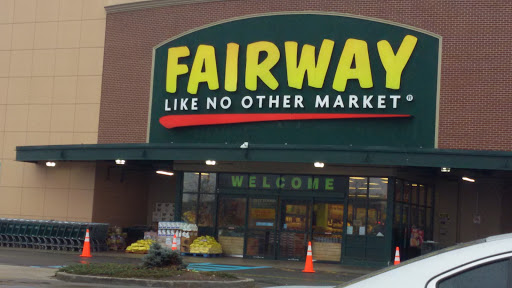 FAIRWAY
LIKE NO OTHER MARKET®
WELCOME